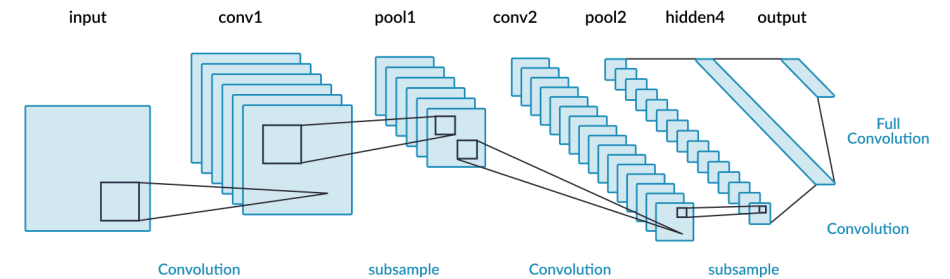 input conv1 pool1 conv2 pool2 hidden4 output
Full
Convolution
Convolution
Convolution subsample Convolution subsample